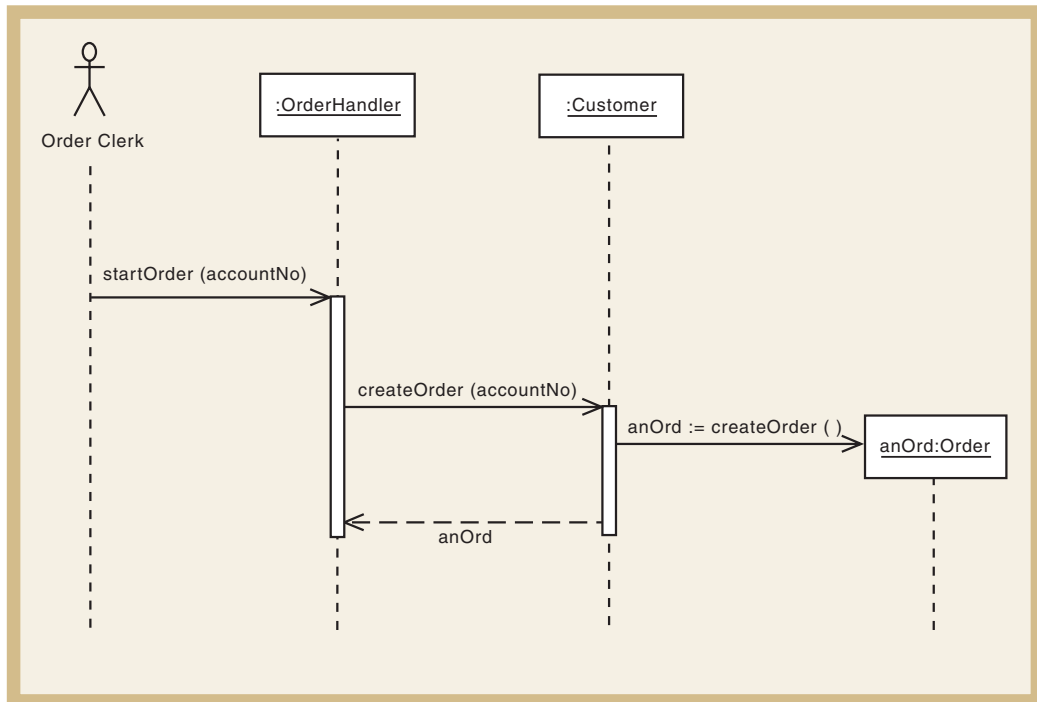 :OrderHandler
:Customer
Order Clerk
startOrder (accountNo)
createOrder (accountNo)
anOrd := createOrder ( )
anOrd:Order
anOrd